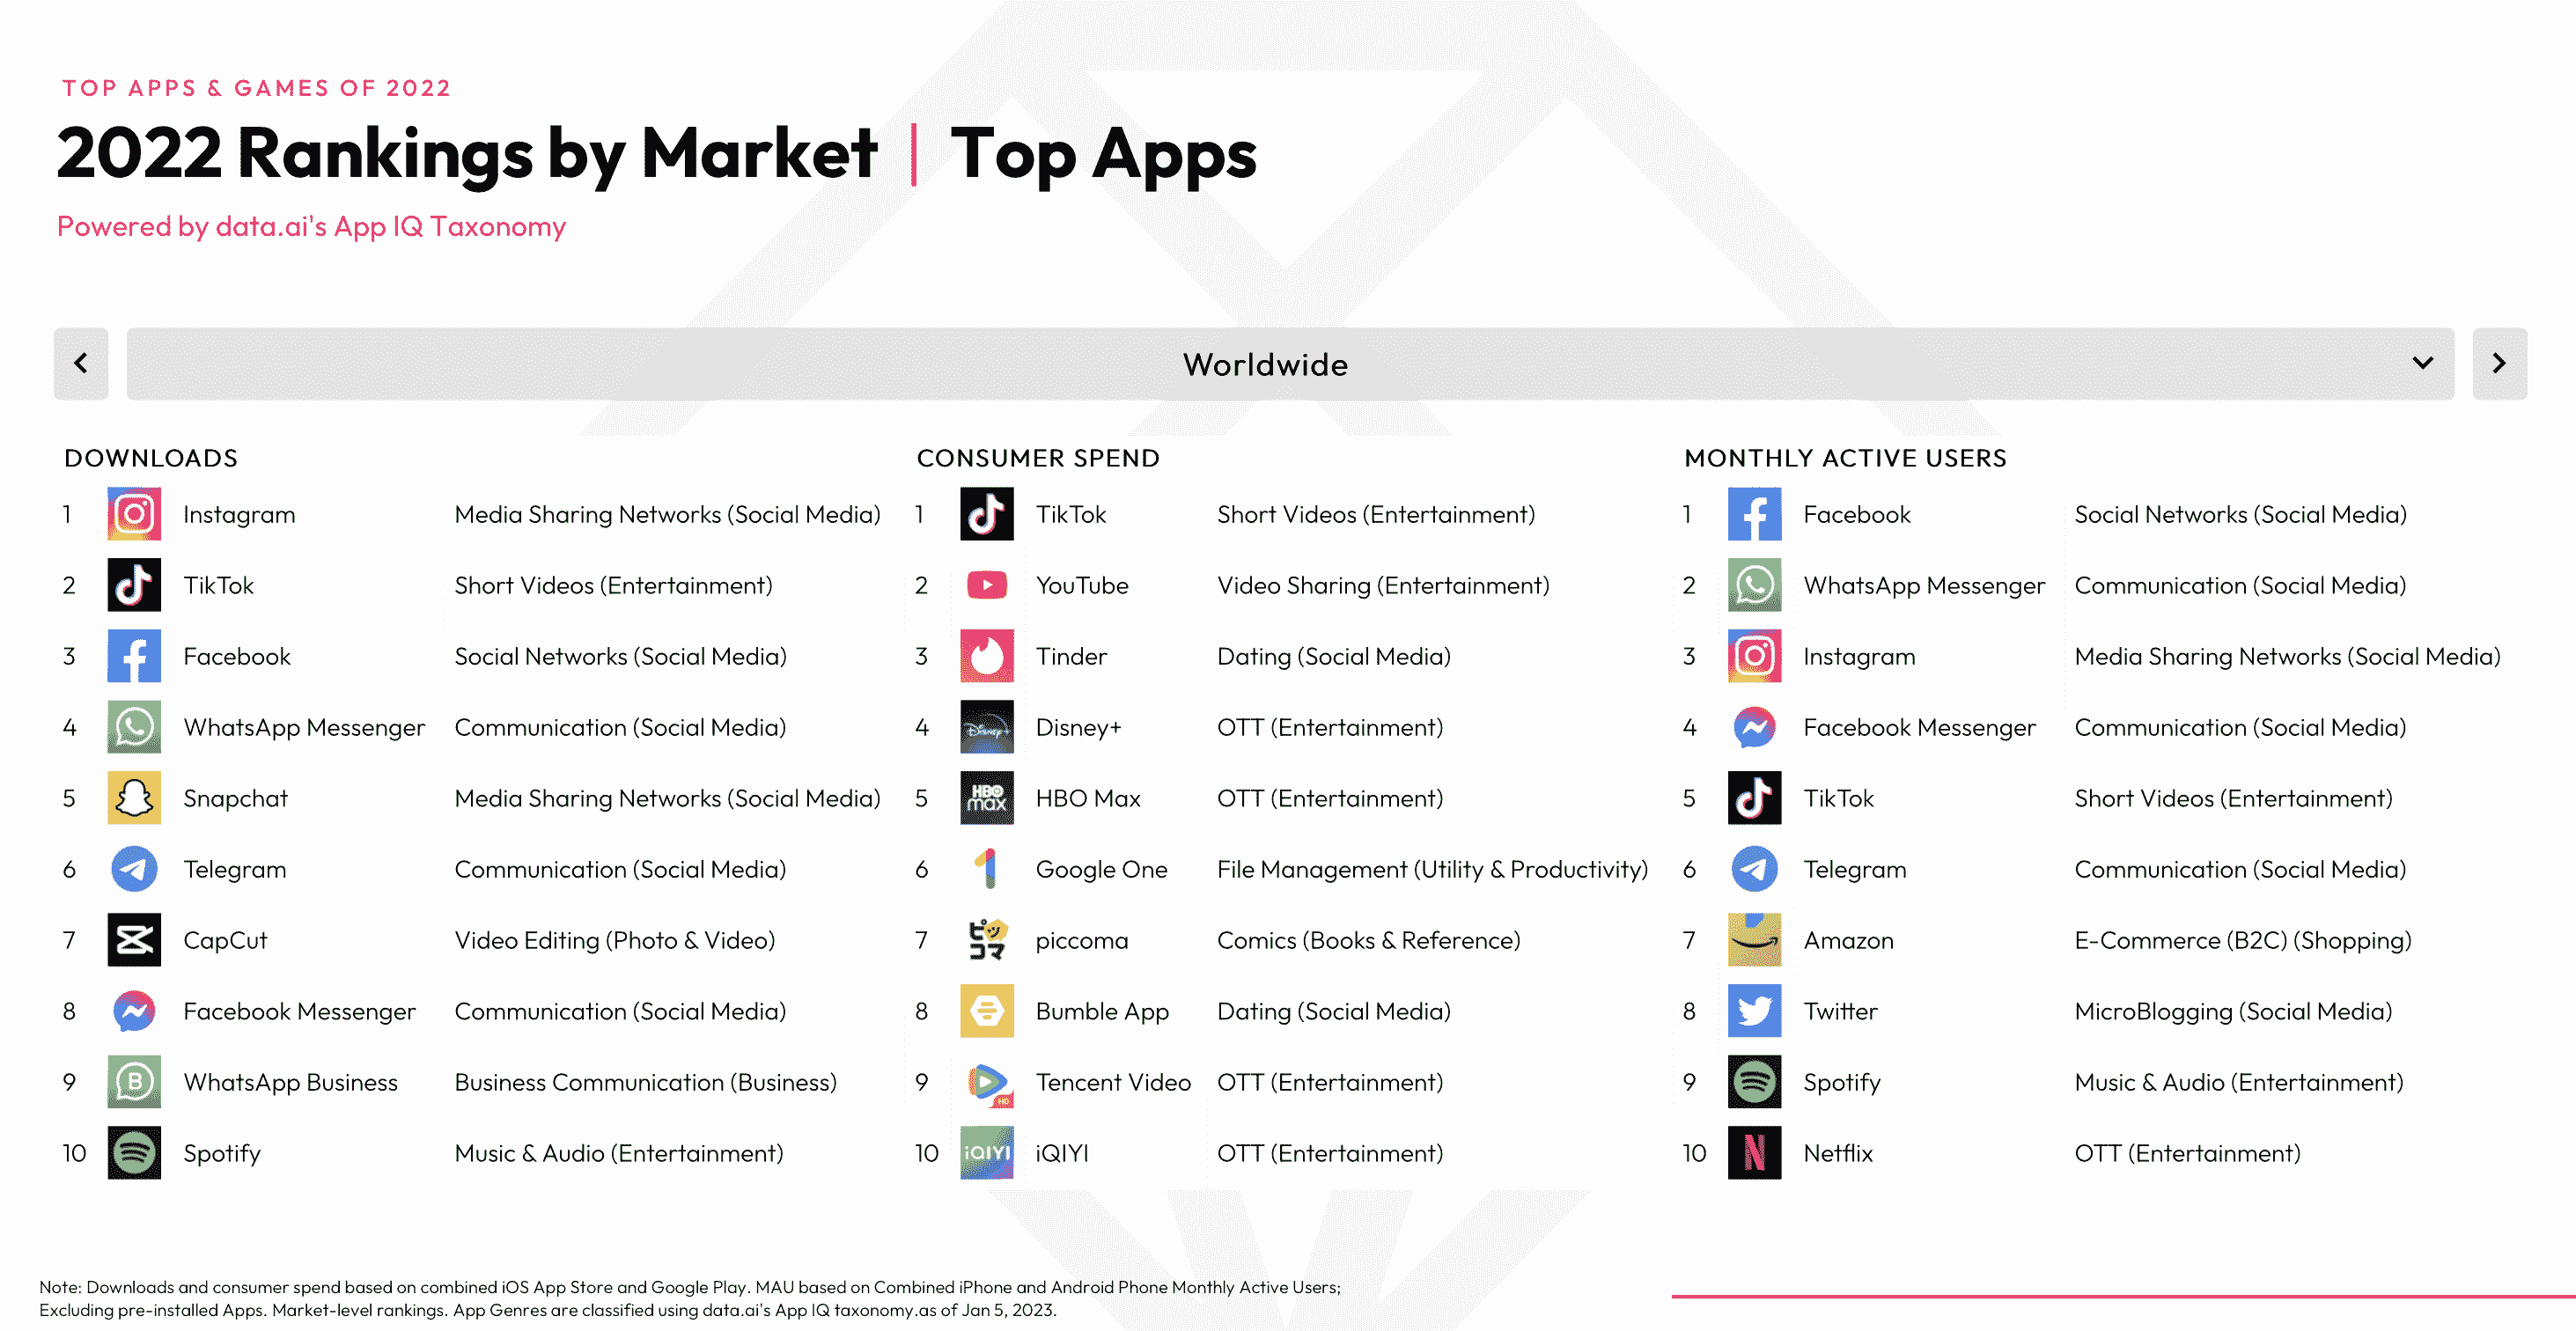 TOP APPS & GAMES OF 2022
2022 Rankings by Market | Top Apps
Powered by data.ai's App IQ Taxonomy
Worldwide
DOWNLOADS
1 Instagram Media Sharing Networks (Social Media)
2 TikTok Short Videos (Entertainment)
3 Facebook Social Networks (Social Media)
4 WhatsApp Messenger Communication (Social Media)
5 Snapchat Media Sharing Networks (Social Media)
6 Telegram Communication (Social Media)
7 CapCut Video Editing (Photo & Video)
8 Facebook Messenger Communication (Social Media)
9 WhatsApp Business Business Communication (Business)
10 Spotify Music & Audio (Entertainment)
CONSUMER SPEND
1 TikTok Short Videos (Entertainment)
2 YouTube Video Sharing (Entertainment)
3 Tinder Dating (Social Media)
4 Disney+ Disney+ OTT (Entertainment)
5 HBO max HBO Max OTT (Entertainment)
6 Google One File Management (Utility & Productivity)
7 ピッコマ piccoma Comics (Books & Reference)
8 Bumble App Dating (Social Media)
9 HD Tencent Video OTT (Entertainment)
10 iQIYI iQIYI OTT (Entertainment)
MONTHLY ACTIVE USERS
1 Facebook Social Networks (Social Media)
2 WhatsApp Messenger Communication (Social Media)
3 Instagram Media Sharing Networks (Social Media)
4 Facebook Messenger Communication (Social Media)
5 TikTok Short Videos (Entertainment)
6 Telegram Communication (Social Media)
7 Amazon E-Commerce (B2C) (Shopping)
8 Twitter MicroBlogging (Social Media)
9 Spotify Music & Audio (Entertainment)
10 Netflix OTT (Entertainment)
Note: Downloads and consumer spend based on combined iOS App Store and Google Play. MAU based on Combined iPhone and Android Phone Monthly Active Users;
Excluding pre-installed Apps. Market-level rankings. App Genres are classified using data.ai's App IQ taxonomy.as of Jan 5, 2023.